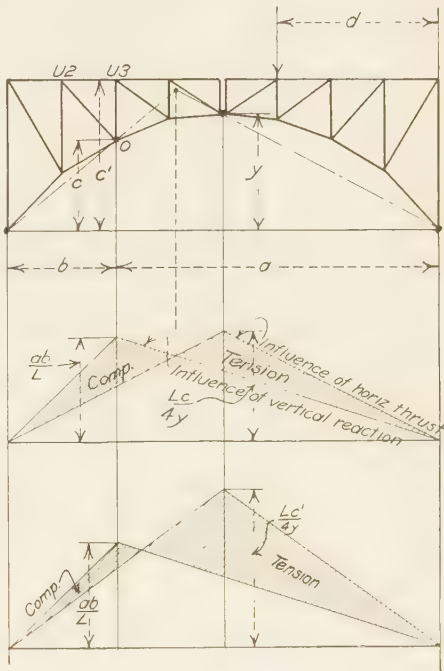 d
U2 U3
O
c c' y
b a
ab/L
Comp.
Tension
Influence of horiz thrust
Influence of vertical reaction
Lc/4y
Lc'/4y
Comp.
ab/L
Tension